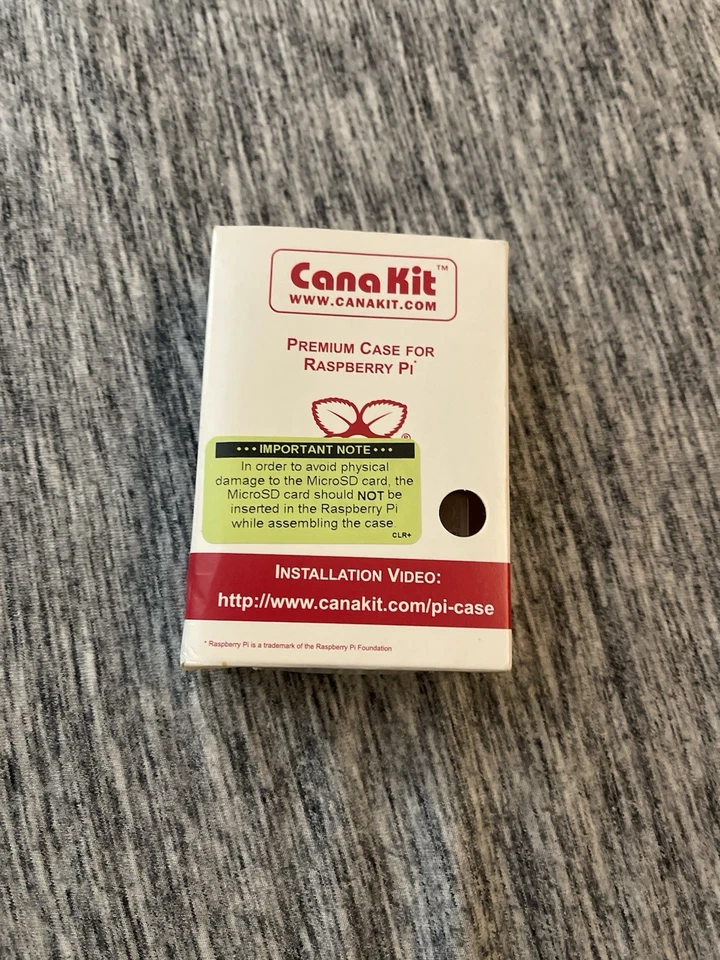 Cana Kit™
WWW.CANAKIT.COM
PREMIUM CASE FOR
RASPBERRY PI*
®
••• IMPORTANT NOTE •••
In order to avoid physical
damage to the MicroSD card, the
MicroSD card should NOT be
inserted in the Raspberry Pi
while assembling the case.
CLR+
INSTALLATION VIDEO:
http://www.canakit.com/pi-case
* Raspberry Pi is a trademark of the Raspberry Pi Foundation